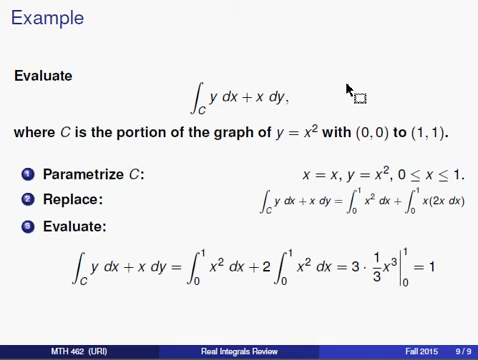 Example
Evaluate
∫_C y dx + x dy,
where C is the portion of the graph of y = x² with (0, 0) to (1, 1).
1 Parametrize C: x = x, y = x², 0 ≤ x ≤ 1.
2 Replace: ∫_C y dx + x dy = ∫_0^1 x² dx + ∫_0^1 x(2x dx)
3 Evaluate:
∫_C y dx + x dy = ∫_0^1 x² dx + 2 ∫_0^1 x² dx = 3 · 1/3 x³ |_0^1 = 1
MTH 462 (URI) Real Integrals Review Fall 2015 9 / 9